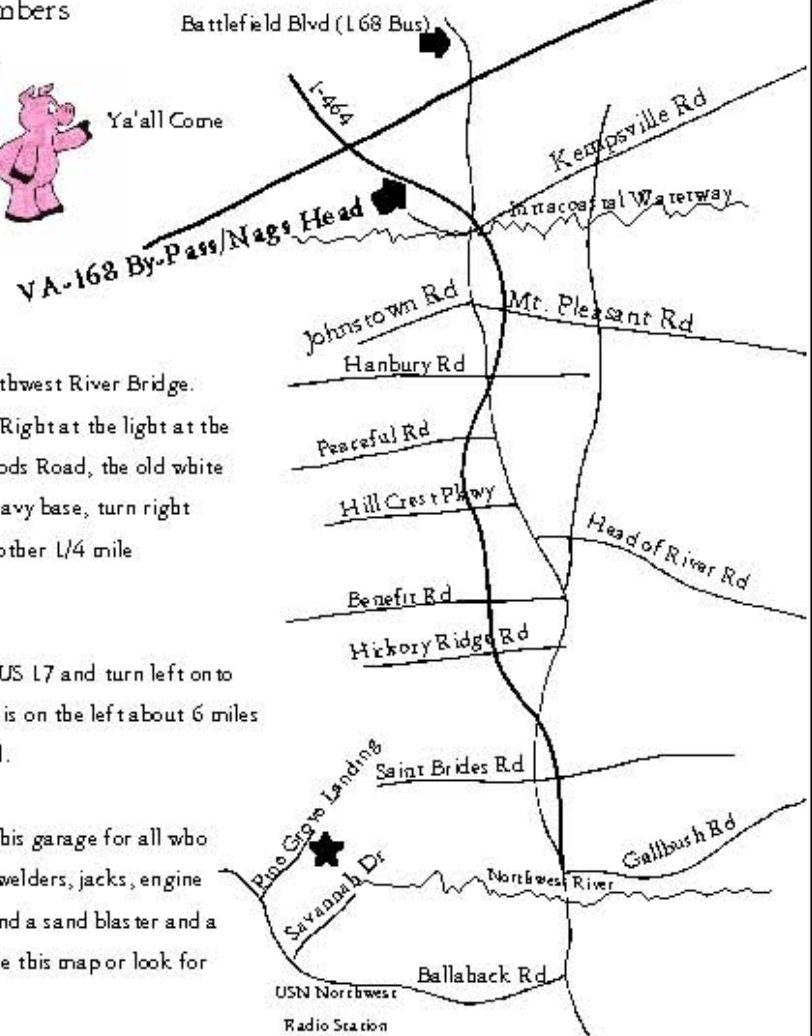 mbers
Battlefield Blvd (168 Bus)
Ya'all Come
I-464
Kempsville Rd
Intracoastal Waterway
VA-168 By-Pass/Nags Head
Johnstown Rd
Mt. Pleasant Rd
Hanbury Rd
thwest River Bridge.
Right at the light at the
Peaceful Rd
ods Road, the old white
Hill Crest Pkwy
avy base, turn right
Head of River Rd
other 1/4 mile
Benefit Rd
Hickory Ridge Rd
US 17 and turn left onto
is on the left about 6 miles
Saint Brides Rd
Pine Grove Landing
his garage for all who
Gallbush Rd
welders, jacks, engine
Northwest River
Savannah Dr
nd a sand blaster and a
e this map or look for
Ballaback Rd
USN Northwest
Radio Station